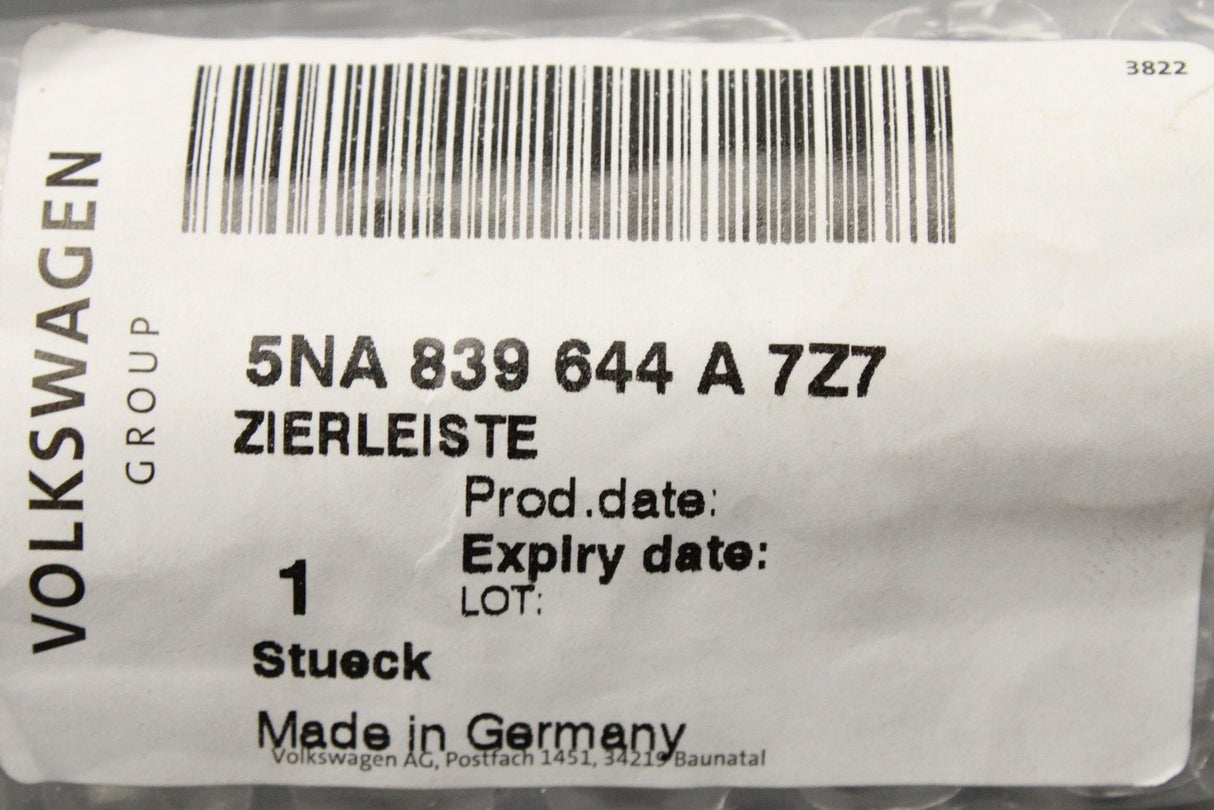 3822
VOLKSWAGEN
GROUP
5NA 839 644 A 7Z7
ZIERLEISTE
Prod.date:
Expiry date:
1
LOT:
Stueck
Made in Germany
Volkswagen AG, Postfach 1451, 34219 Baunatal